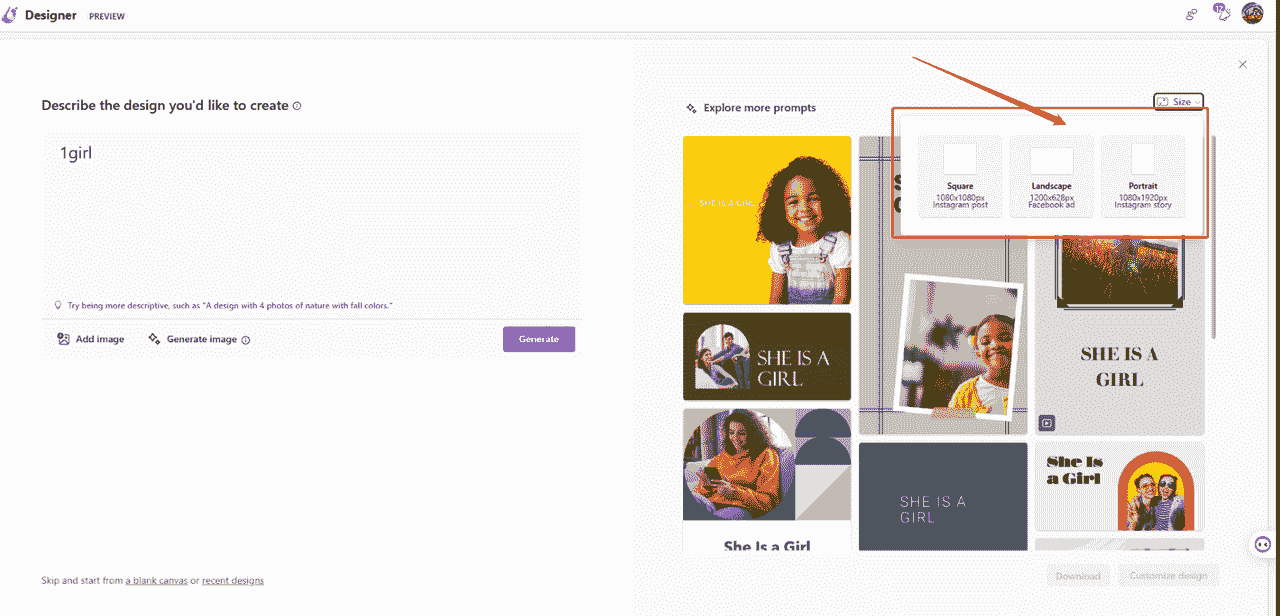 Designer PREVIEW
12
Describe the design you'd like to create
1girl
Try being more descriptive, such as "A design with 4 photos of nature with fall colors."
Add image
Generate image
Generate
Skip and start from a blank canvas or recent designs
Explore more prompts
Size
Square
1080x1080px
Instagram post
Landscape
1200x628px
Facebook ad
Portrait
1080x1920px
Instagram story
SHE IS A GIRL
SHE IS A
GIRL
She Is a Girl
SHE IS A
GIRL
SHE IS A
GIRL
She Is
a Girl
Download
Customize design